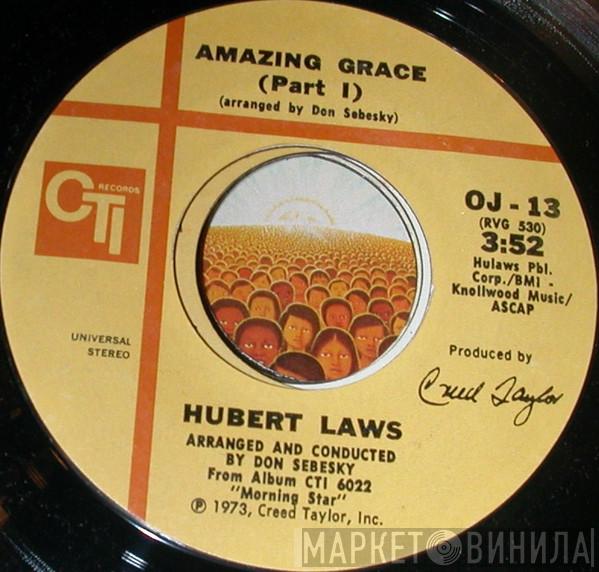 AMAZING GRACE
(Part I)
(arranged by Don Sebesky)
CTI RECORDS
OJ - 13
(RVG 530)
3:52
Hulaws Pbl.
Corp./BMI -
Knollwood Music/
ASCAP
UNIVERSAL
STEREO
Produced by
Creed Taylor
HUBERT LAWS
ARRANGED AND CONDUCTED
BY DON SEBESKY
From Album CTI 6022
"Morning Star"
℗ 1973, Creed Taylor, Inc.
МАРКЕТ ВИНИЛА